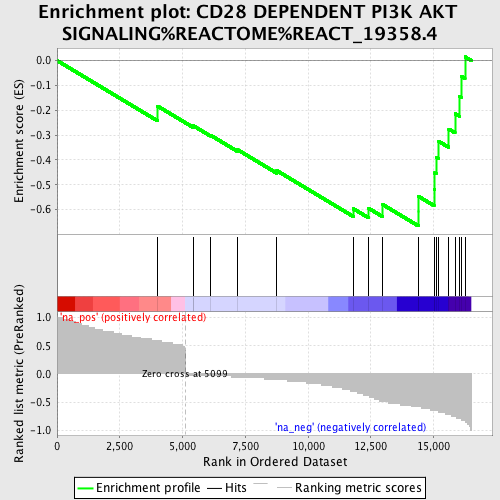 Enrichment plot: CD28 DEPENDENT PI3K AKT
SIGNALING%REACTOME%REACT_19358.4
Enrichment score (ES)
0.0
-0.1
-0.2
-0.3
-0.4
-0.5
-0.6
'na_pos' (positively correlated)
Ranked list metric (PreRanked)
1.0
0.5
0.0
-0.5
-1.0
Zero cross at 5099
'na_neg' (negatively correlated)
0
2,500
5,000
7,500
10,000
12,500
15,000
Rank in Ordered Dataset
Enrichment profile
Hits
Ranking metric scores